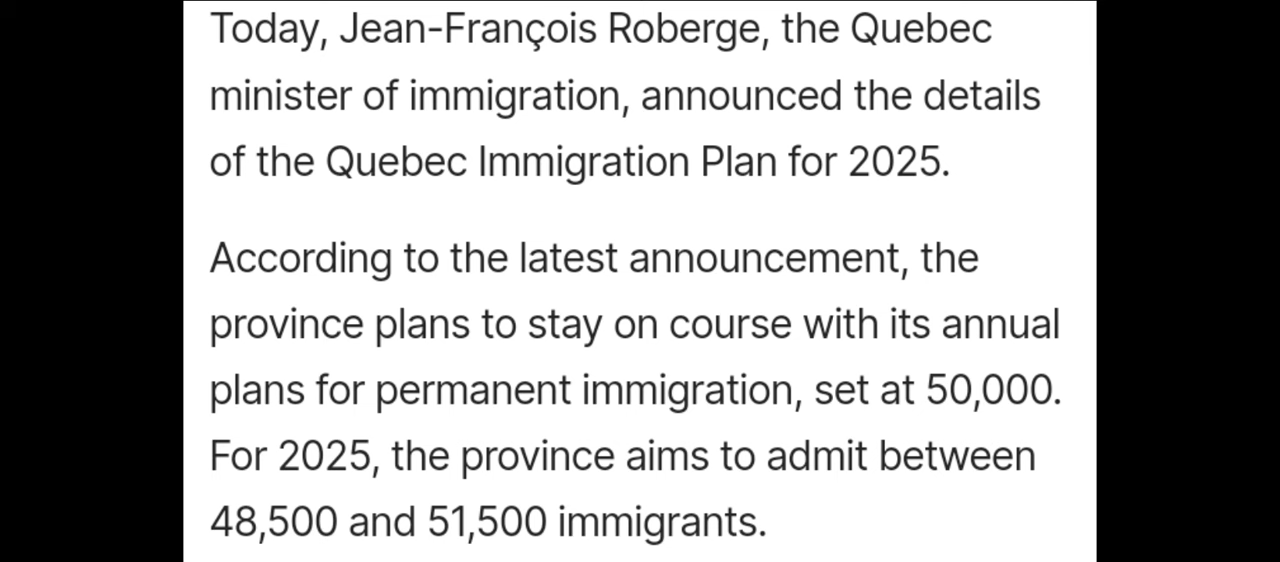 Today, Jean-François Roberge, the Quebec
minister of immigration, announced the details
of the Quebec Immigration Plan for 2025.
According to the latest announcement, the
province plans to stay on course with its annual
plans for permanent immigration, set at 50,000.
For 2025, the province aims to admit between
48,500 and 51,500 immigrants.